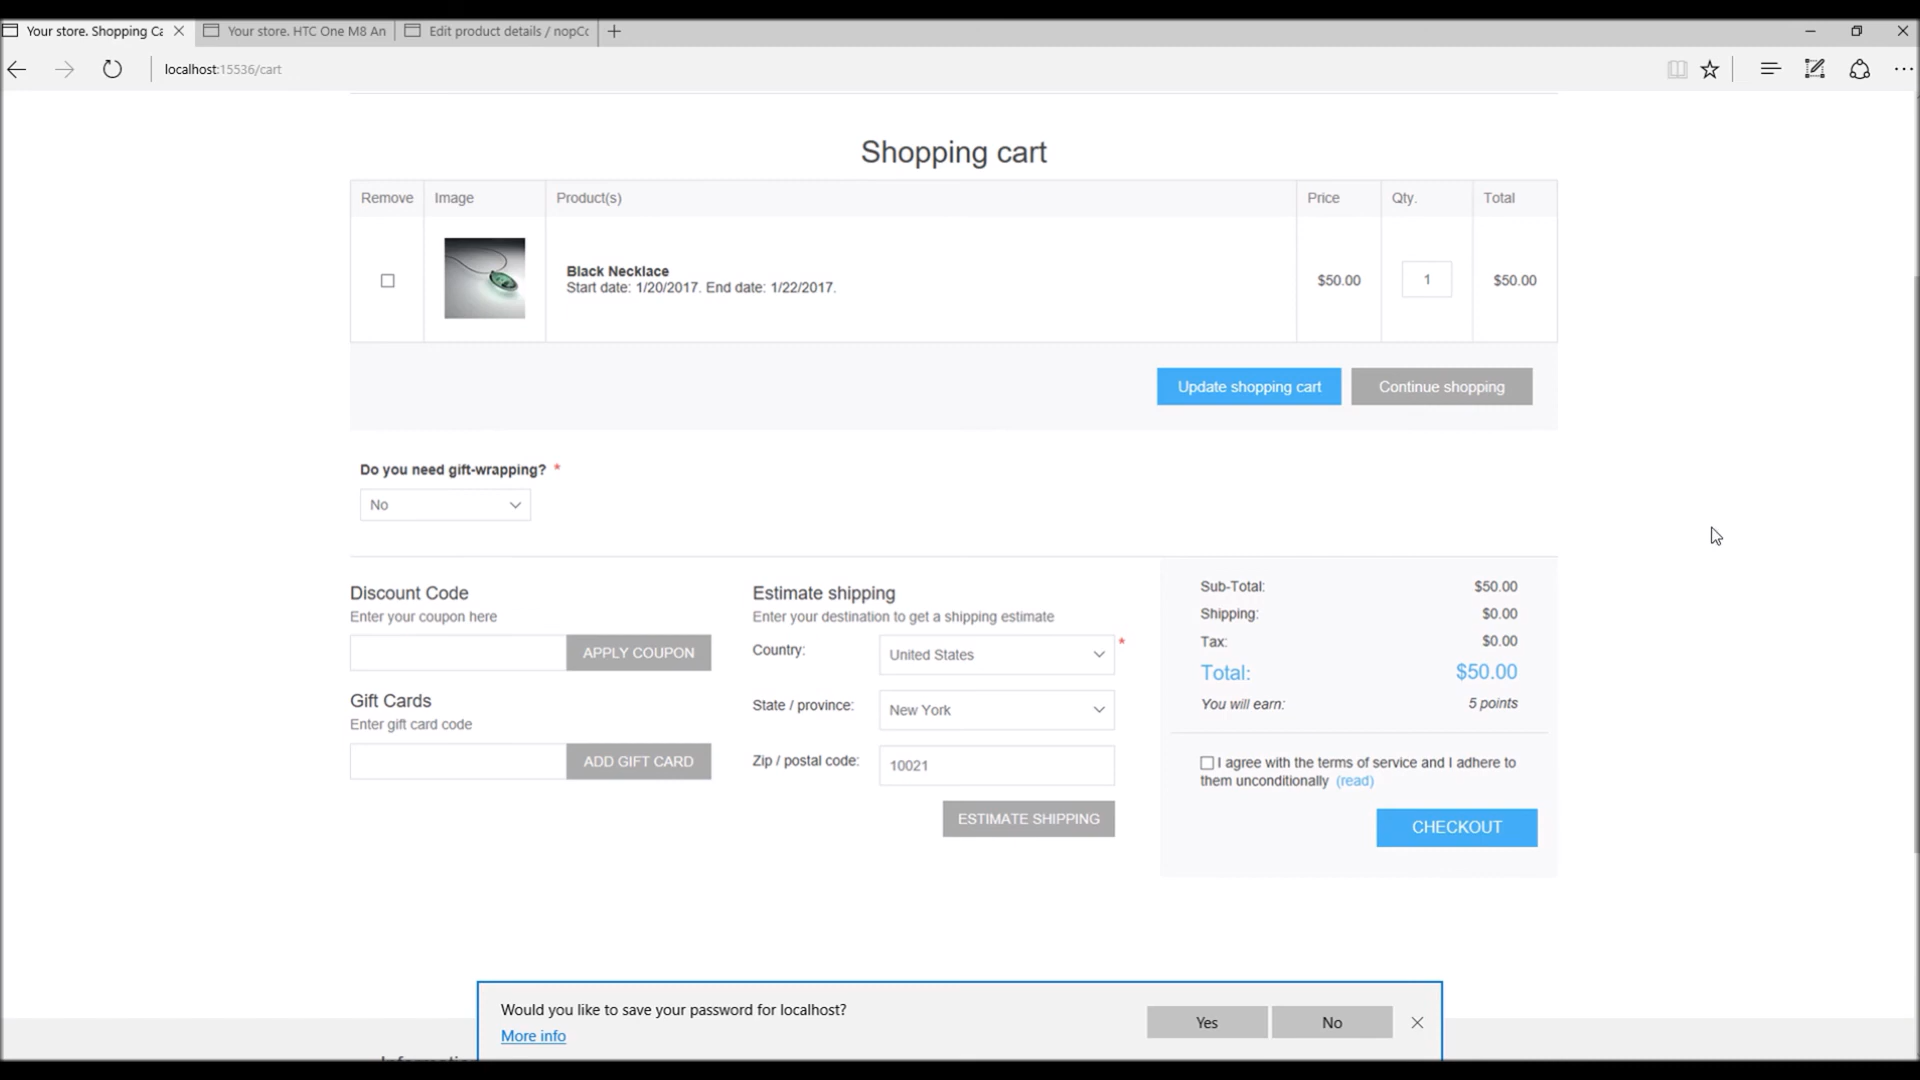 Your store. Shopping Ca
Your store. HTC One M8 An
Edit product details / nopCo
localhost:15536/cart
Shopping cart
Remove Image Product(s) Price Qty. Total
Black Necklace
Start date: 1/20/2017. End date: 1/22/2017.
$50.00 1 $50.00
Update shopping cart Continue shopping
Do you need gift-wrapping? *
No
Discount Code
Enter your coupon here
APPLY COUPON
Gift Cards
Enter gift card code
ADD GIFT CARD
Estimate shipping
Enter your destination to get a shipping estimate
Country: United States *
State / province: New York
Zip / postal code: 10021
ESTIMATE SHIPPING
Sub-Total: $50.00
Shipping: $0.00
Tax: $0.00
Total: $50.00
You will earn: 5 points
I agree with the terms of service and I adhere to
them unconditionally (read)
CHECKOUT
Would you like to save your password for localhost?
More info
Yes No